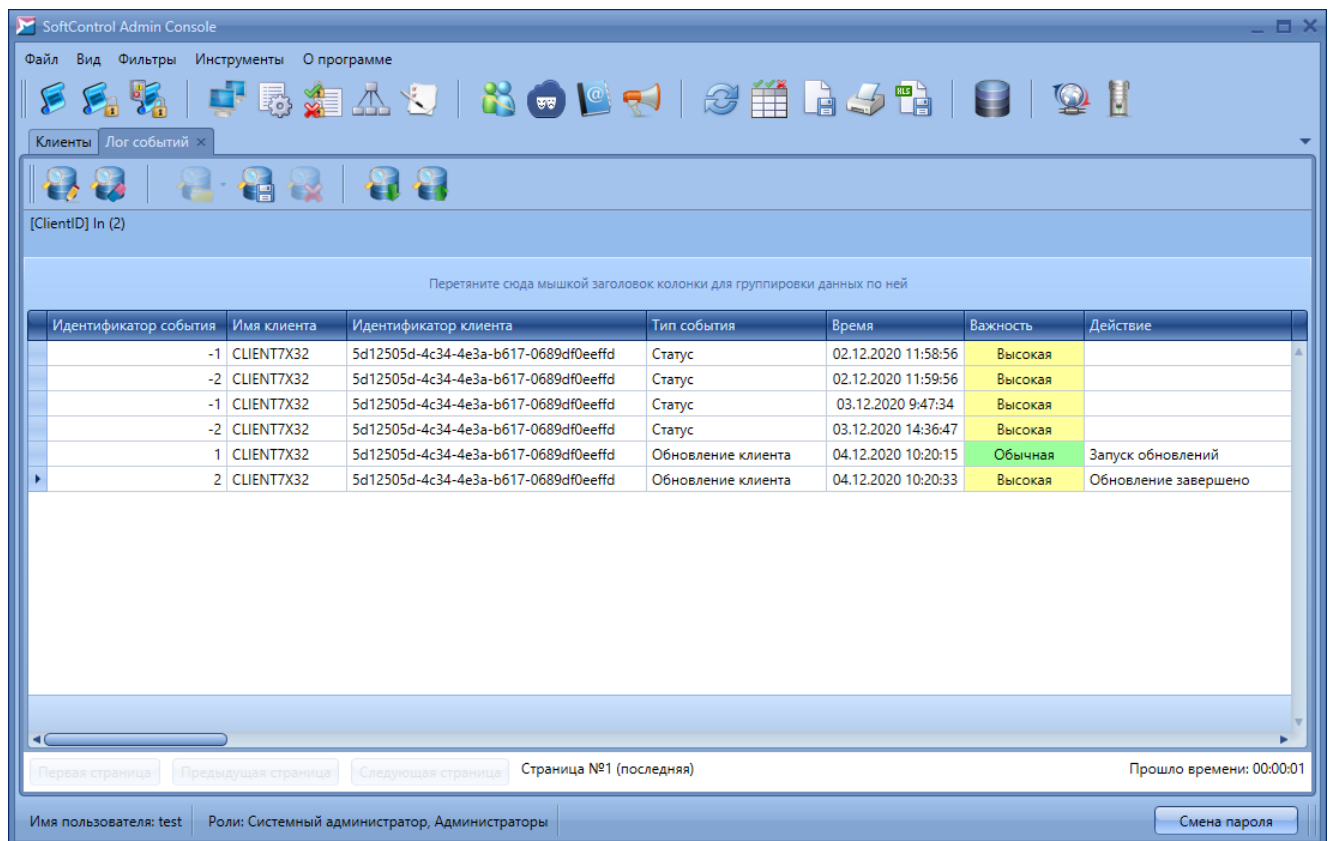 SoftControl Admin Console
Файл Вид Фильтры Инструменты О программе
@
XLS
Клиенты Лог событий
[ClientID] In (2)
Перетяните сюда мышкой заголовок колонки для группировки данных по ней
Идентификатор события Имя клиента Идентификатор клиента Тип события Время Важность Действие
-1 CLIENT7X32 5d12505d-4c34-4e3a-b617-0689df0eeffd Статус 02.12.2020 11:58:56 Высокая
-2 CLIENT7X32 5d12505d-4c34-4e3a-b617-0689df0eeffd Статус 02.12.2020 11:59:56 Высокая
-1 CLIENT7X32 5d12505d-4c34-4e3a-b617-0689df0eeffd Статус 03.12.2020 9:47:34 Высокая
-2 CLIENT7X32 5d12505d-4c34-4e3a-b617-0689df0eeffd Статус 03.12.2020 14:36:47 Высокая
1 CLIENT7X32 5d12505d-4c34-4e3a-b617-0689df0eeffd Обновление клиента 04.12.2020 10:20:15 Обычная Запуск обновлений
2 CLIENT7X32 5d12505d-4c34-4e3a-b617-0689df0eeffd Обновление клиента 04.12.2020 10:20:33 Высокая Обновление завершено
Первая страница Предыдущая страница Следующая страница Страница №1 (последняя) Прошло времени: 00:00:01
Имя пользователя: test Роли: Системный администратор, Администраторы Смена пароля